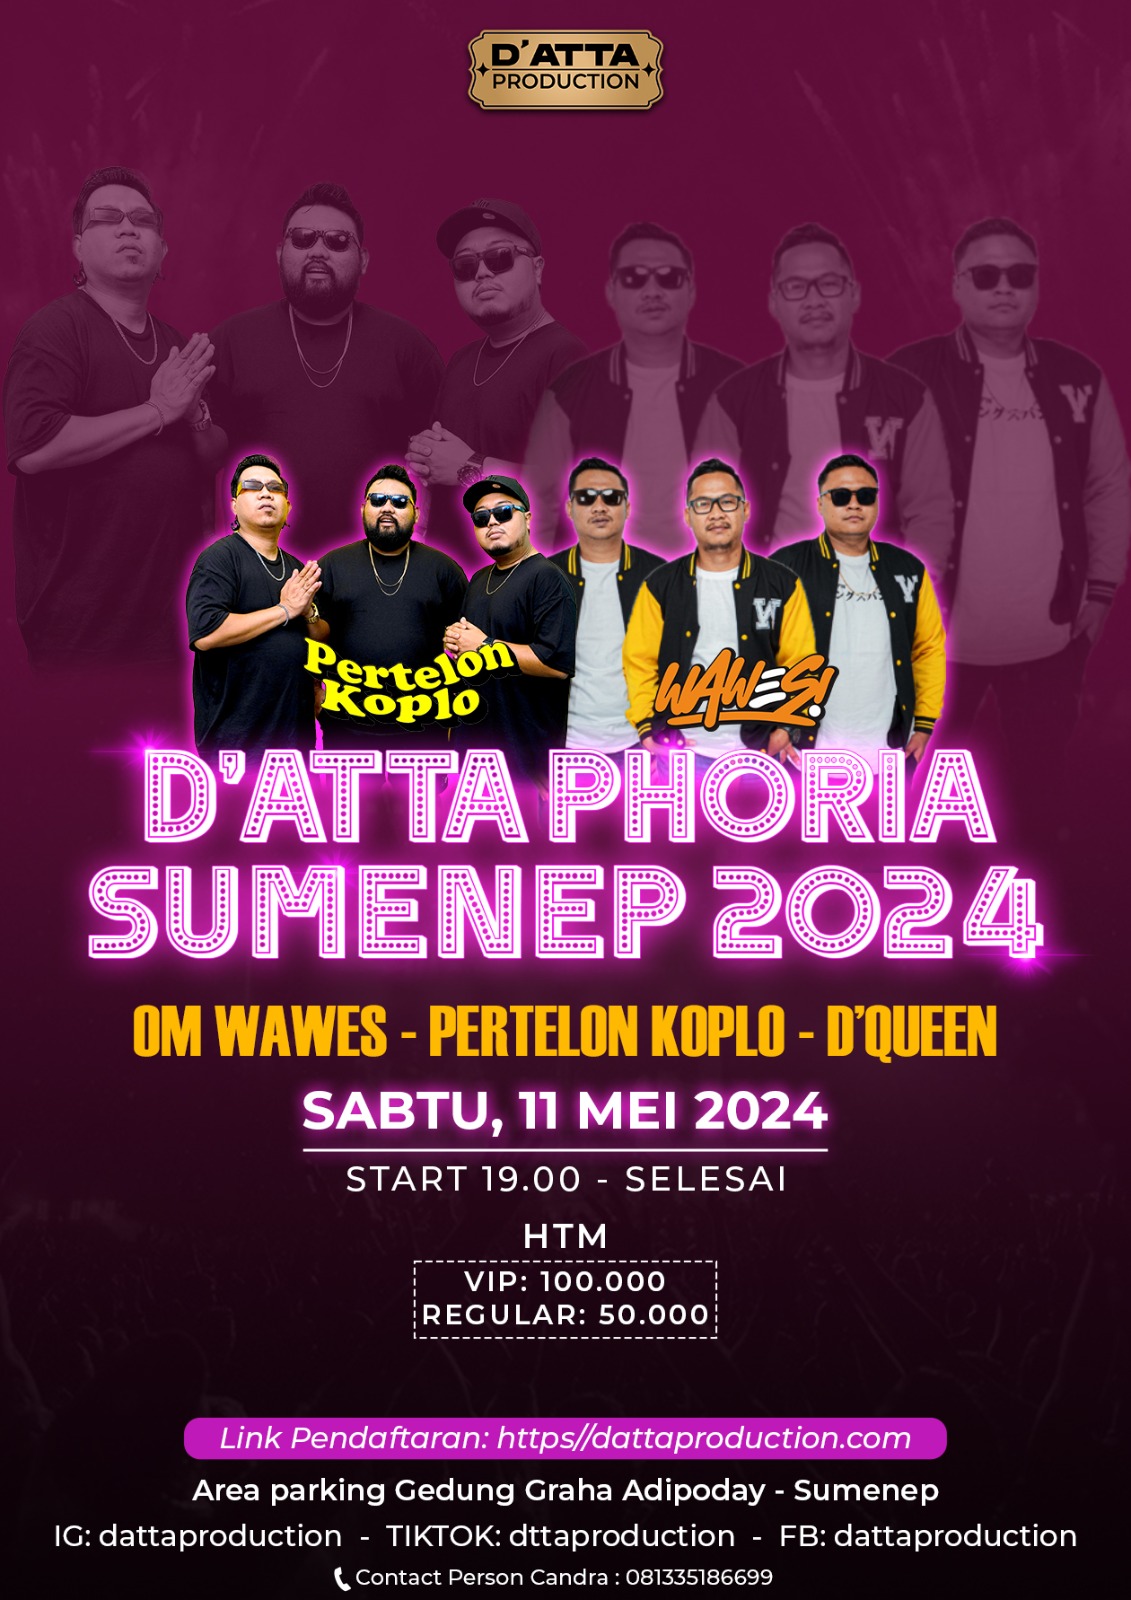 D'ATTA
PRODUCTION
Pertelon
Koplo
WAWES!
D'ATTA PHORIA
SUMENEP 2024
OM WAWES - PERTELON KOPLO - D'QUEEN
SABTU, 11 MEI 2024
START 19.00 - SELESAI
HTM
VIP: 100.000
REGULAR: 50.000
Link Pendaftaran: https//dattaproduction.com
Area parking Gedung Graha Adipoday - Sumenep
IG: dattaproduction - TIKTOK: dttaproduction - FB: dattaproduction
Contact Person Candra : 081335186699